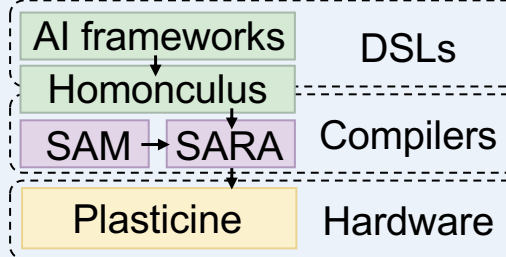 AI frameworks
DSLs
Homonculus
Compilers
SAM
SARA
Plasticine
Hardware